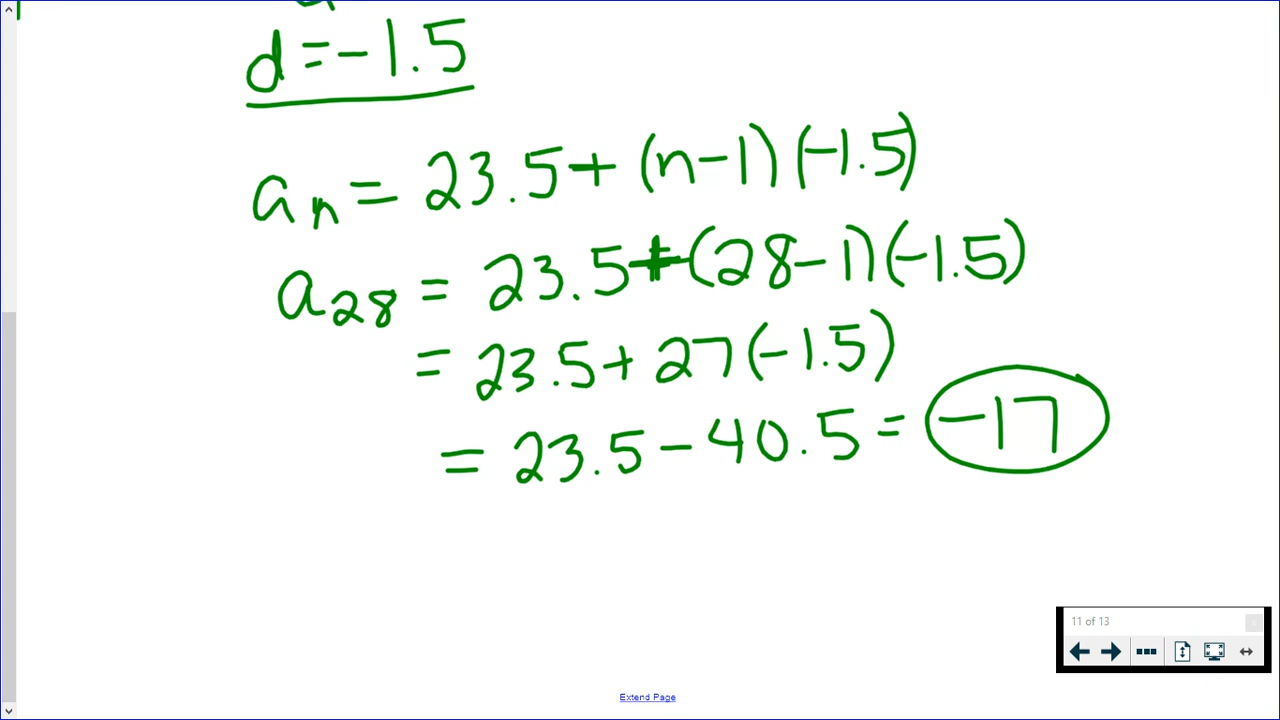 d = -1.5
aₙ = 23.5 + (n-1)(-1.5)
a₂₈ = 23.5 + (28-1)(-1.5)
= 23.5 + 27(-1.5)
= 23.5 - 40.5 = -17
11 of 13
Extend Page